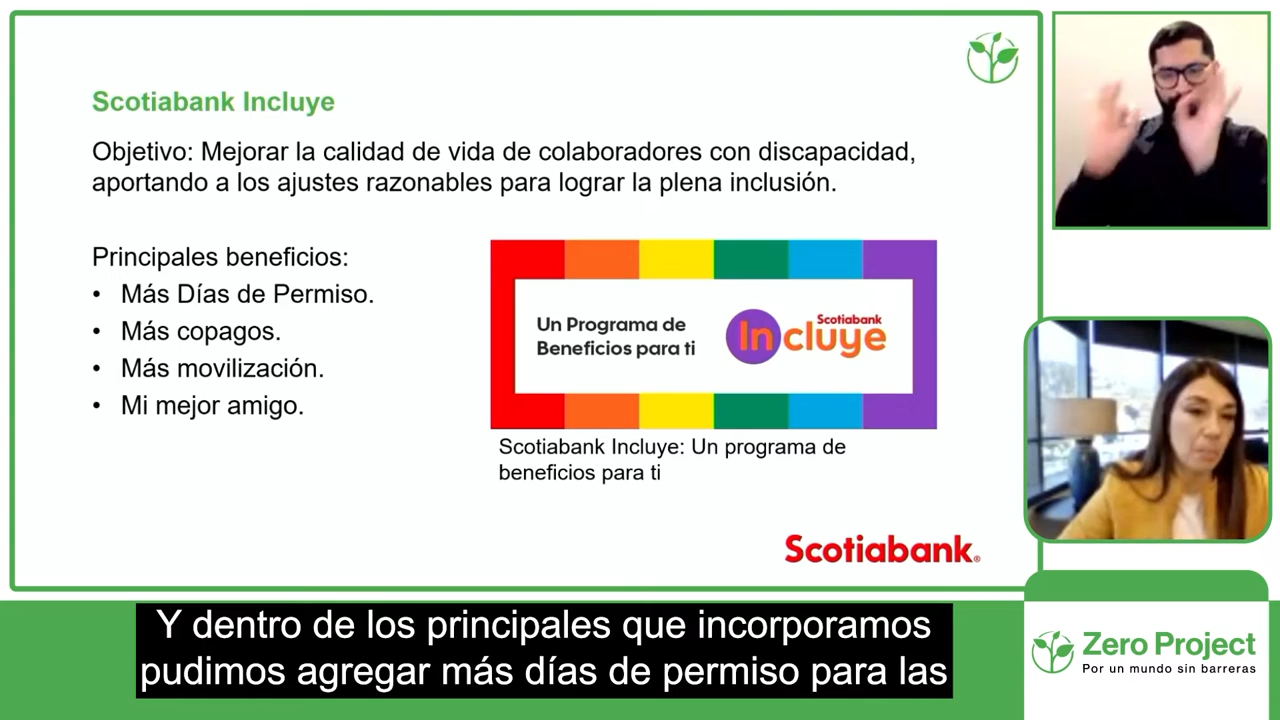 Scotiabank Incluye
Objetivo: Mejorar la calidad de vida de colaboradores con discapacidad,
aportando a los ajustes razonables para lograr la plena inclusión.
Principales beneficios:
• Más Días de Permiso.
• Más copagos.
• Más movilización.
• Mi mejor amigo.
Un Programa de
Beneficios para ti
Scotiabank
Incluye
Scotiabank Incluye: Un programa de
beneficios para ti
Scotiabank®
Y dentro de los principales que incorporamos
pudimos agregar más días de permiso para las
Zero Project
Por un mundo sin barreras